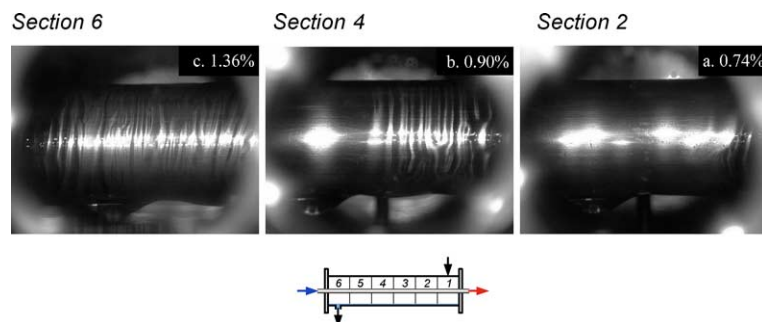 Section 6
Section 4
Section 2
c. 1.36%
b. 0.90%
a. 0.74%
6 5 4 3 2 1